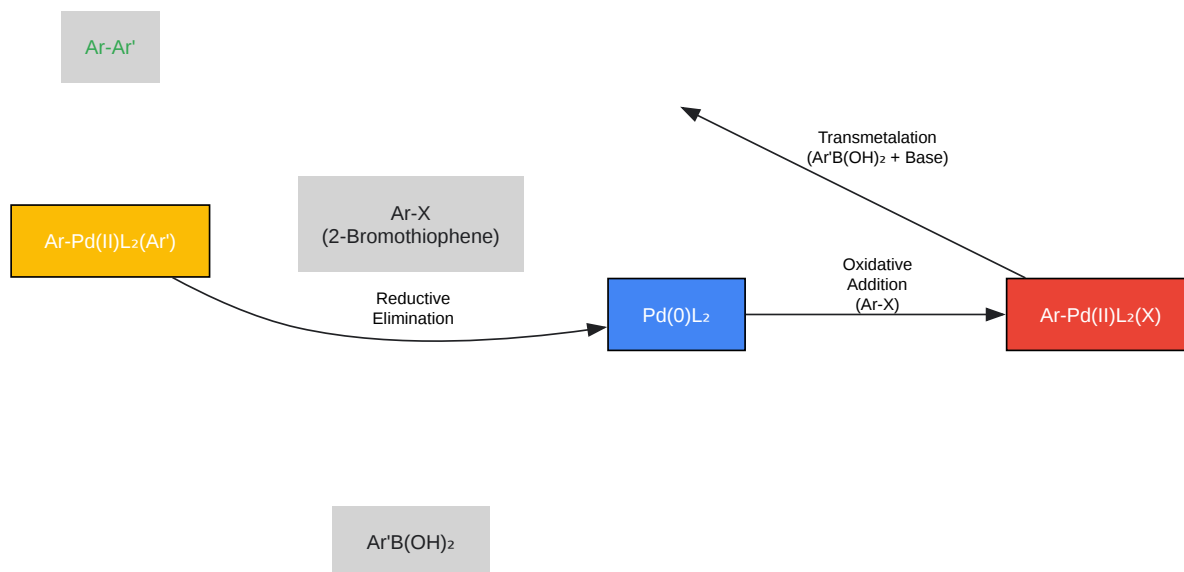 Ar-Ar'
Transmetalation
(Ar'B(OH)₂ + Base)
Ar-X
(2-Bromothiophene)
Ar-Pd(II)L₂(Ar')
Oxidative
Addition
(Ar-X)
Reductive
Elimination
Pd(0)L₂
Ar-Pd(II)L₂(X)
Ar'B(OH)₂